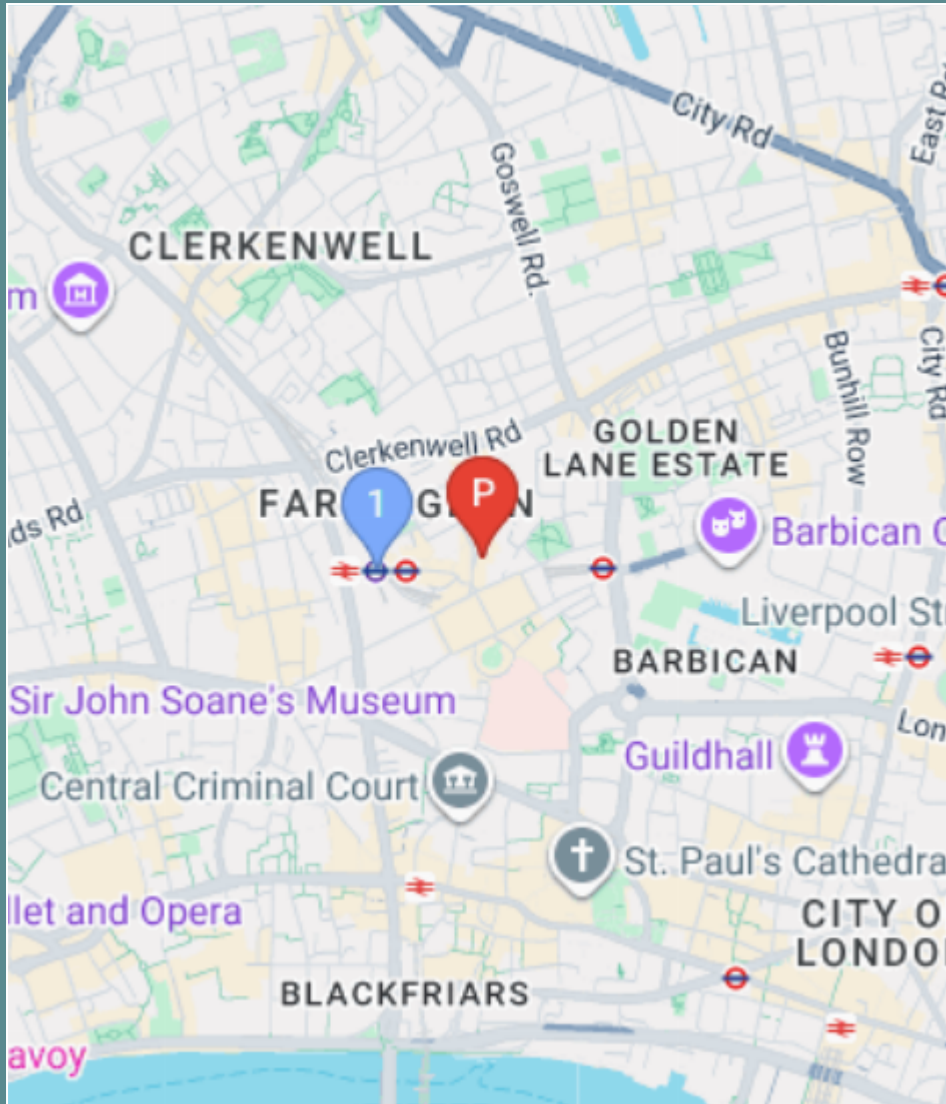 City Rd
East Rd
Goswell Rd.
CLERKENWELL
m
City Rd
Bunhill Row
Clerkenwell Rd
GOLDEN
LANE ESTATE
1
P
FAR G N
ds Rd
Barbican C
Liverpool St
BARBICAN
Sir John Soane's Museum
Lon
Guildhall
Central Criminal Court
St. Paul's Cathedra
llet and Opera
CITY O
LONDO
BLACKFRIARS
avoy